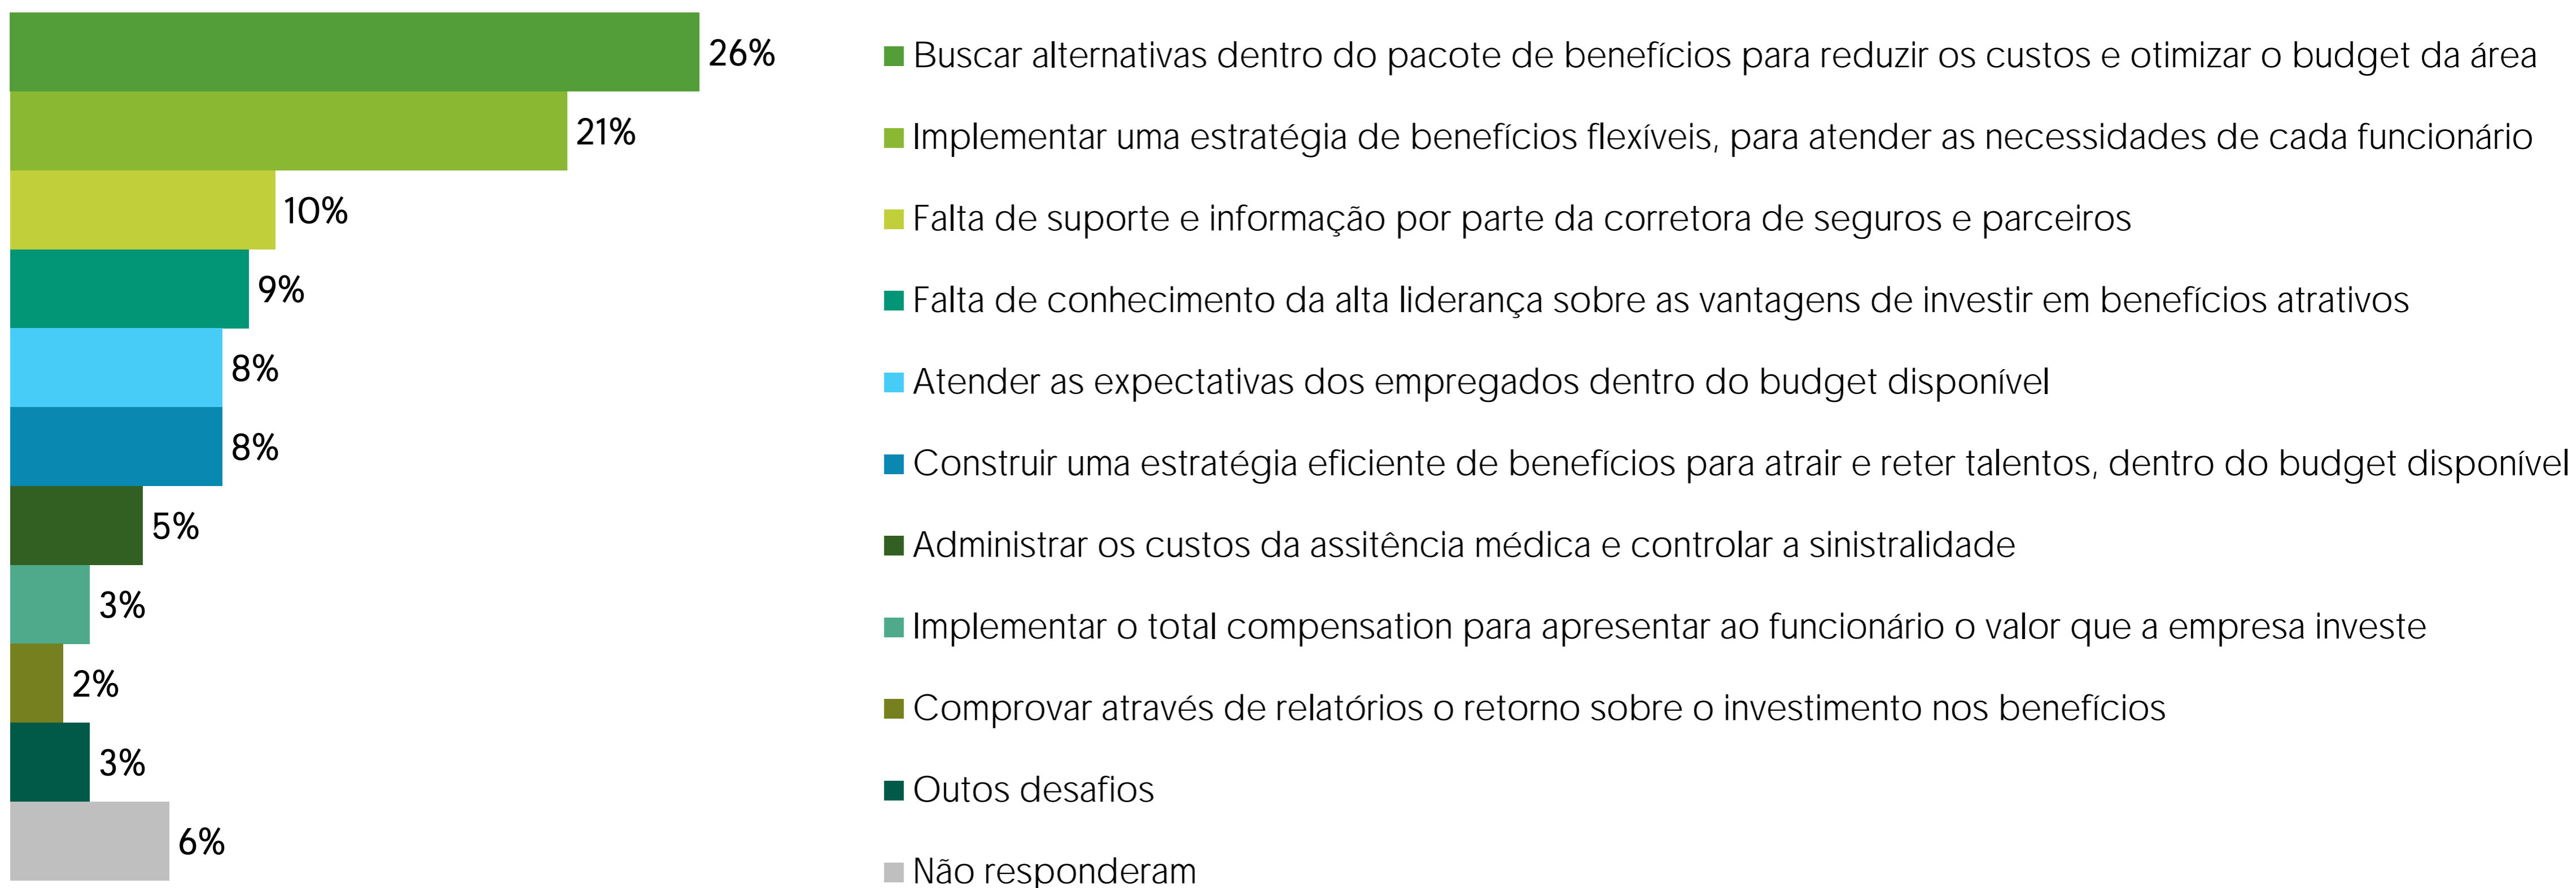 26%
21%
10%
9%
8%
8%
5%
3%
2%
3%
6%
Buscar alternativas dentro do pacote de benefícios para reduzir os custos e otimizar o budget da área
Implementar uma estratégia de benefícios flexíveis, para atender as necessidades de cada funcionário
Falta de suporte e informação por parte da corretora de seguros e parceiros
Falta de conhecimento da alta liderança sobre as vantagens de investir em benefícios atrativos
Atender as expectativas dos empregados dentro do budget disponível
Construir uma estratégia eficiente de benefícios para atrair e reter talentos, dentro do budget disponível
Administrar os custos da assitência médica e controlar a sinistralidade
Implementar o total compensation para apresentar ao funcionário o valor que a empresa investe
Comprovar através de relatórios o retorno sobre o investimento nos benefícios
Outos desafios
Não responderam